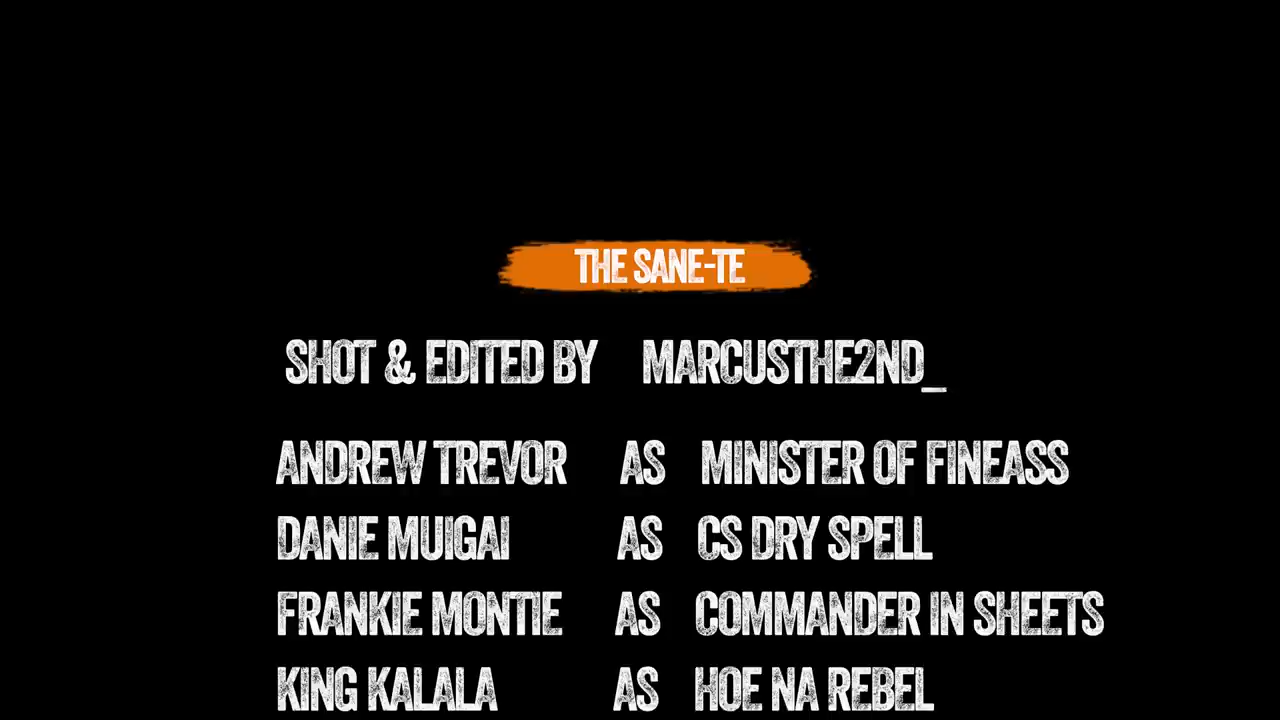 THE SANE-TE
SHOT & EDITED BY MARCUSTHE2ND_
ANDREW TREVOR AS MINISTER OF FINEASS
DANIE MUIGAI AS CS DRY SPELL
FRANKIE MONTIE AS COMMANDER IN SHEETS
KING KALALA AS HOE NA REBEL